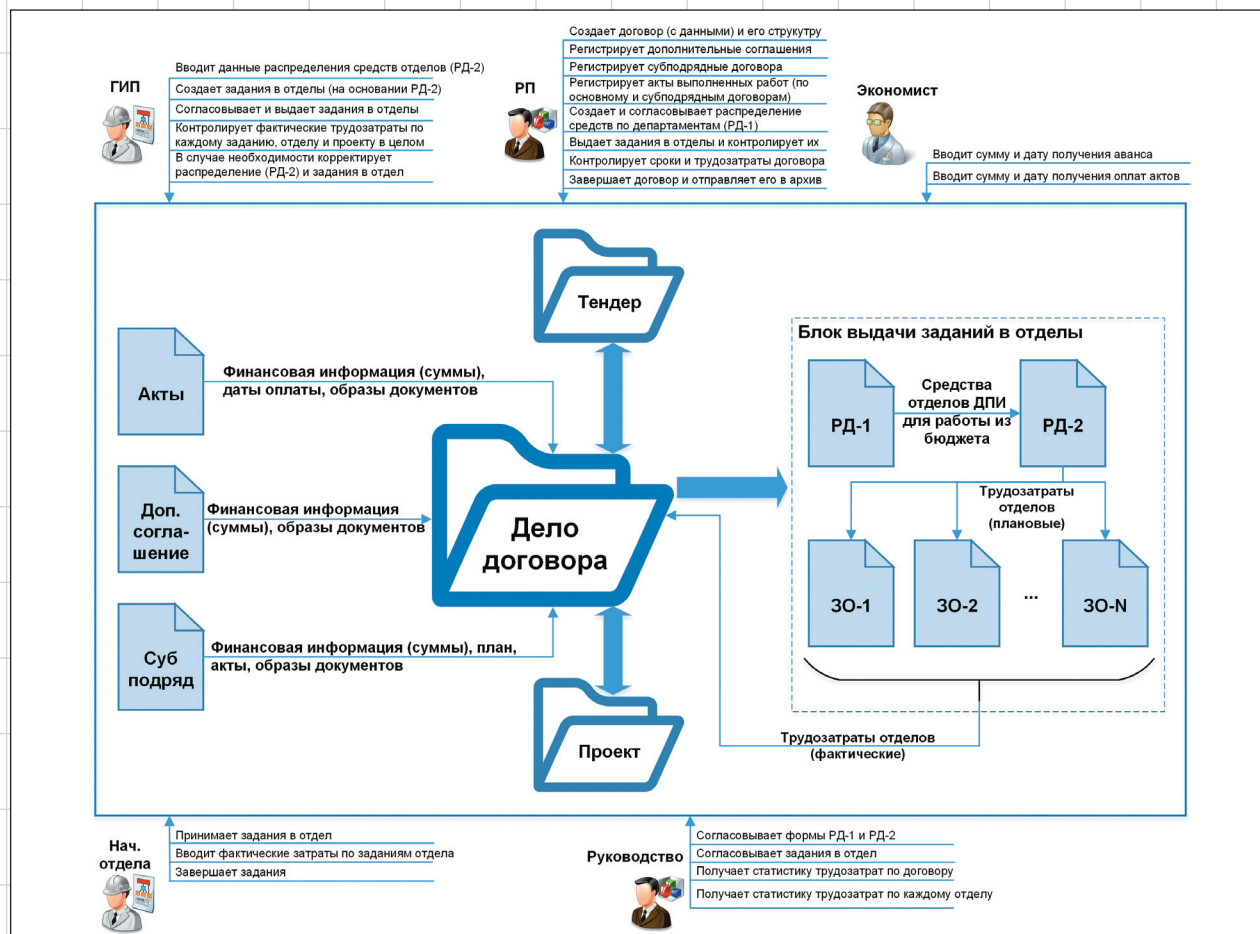 ГИП
Вводит данные распределения средств отделов (РД-2)
Создает задания в отделы (на основании РД-2)
Согласовывает и выдает задания в отделы
Контролирует фактические трудозатраты по
каждому заданию, отделу и проекту в целом
В случае необходимости корректирует
распределение (РД-2) и задания в отдел
РП
Создает договор (с данными) и его струкутру
Регистрирует дополнительные соглашения
Регистрирует субподрядные договора
Регистрирует акты выполненных работ (по
основному и субподрядным договорам)
Создает и согласовывает распределение
средств по департаментам (РД-1)
Выдает задания в отделы и контролирует их
Контролирует сроки и трудозатраты договора
Завершает договор и отправляет его в архив
Экономист
Вводит сумму и дату получения аванса
Вводит сумму и дату получения оплат актов
Тендер
Акты
Финансовая информация (суммы),
даты оплаты, образы документов
Доп.
согла-
шение
Финансовая информация
(суммы), образы документов
Суб
подряд
Финансовая информация (суммы), план,
акты, образы документов
Дело
договора
Проект
Блок выдачи заданий в отделы
РД-1
Средства
отделов ДПИ
для работы из
бюджета
РД-2
Трудозатраты
отделов
(плановые)
ЗО-1
ЗО-2
...
ЗО-N
Трудозатраты отделов
(фактические)
Нач.
отдела
Принимает задания в отдел
Вводит фактические затраты по заданиям отдела
Завершает задания
Руководство
Согласовывает формы РД-1 и РД-2
Согласовывает задания в отдел
Получает статистику трудозатрат по договору
Получает статистику трудозатрат по каждому отделу